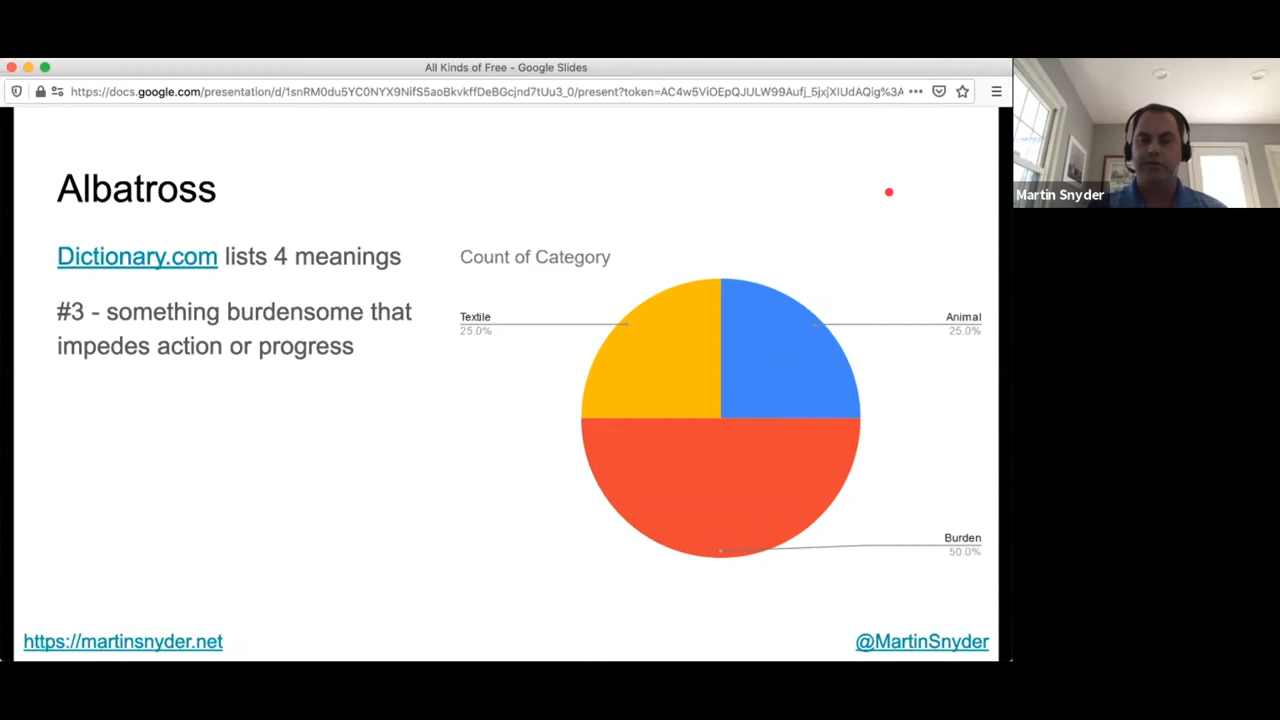 All Kinds of Free - Google Slides
https://docs.google.com/presentation/d/1snRM0du5YC0NYX9NifS5aoBkvkffDeBGcjnd7tUu3_0/present?token=AC4w5ViOEpQJULW99Aufj_5jxjXIUdAQig%3A
Martin Snyder
Albatross
Dictionary.com lists 4 meanings
#3 - something burdensome that
impedes action or progress
Count of Category
Textile
25.0%
Animal
25.0%
Burden
50.0%
https://martinsnyder.net
@MartinSnyder